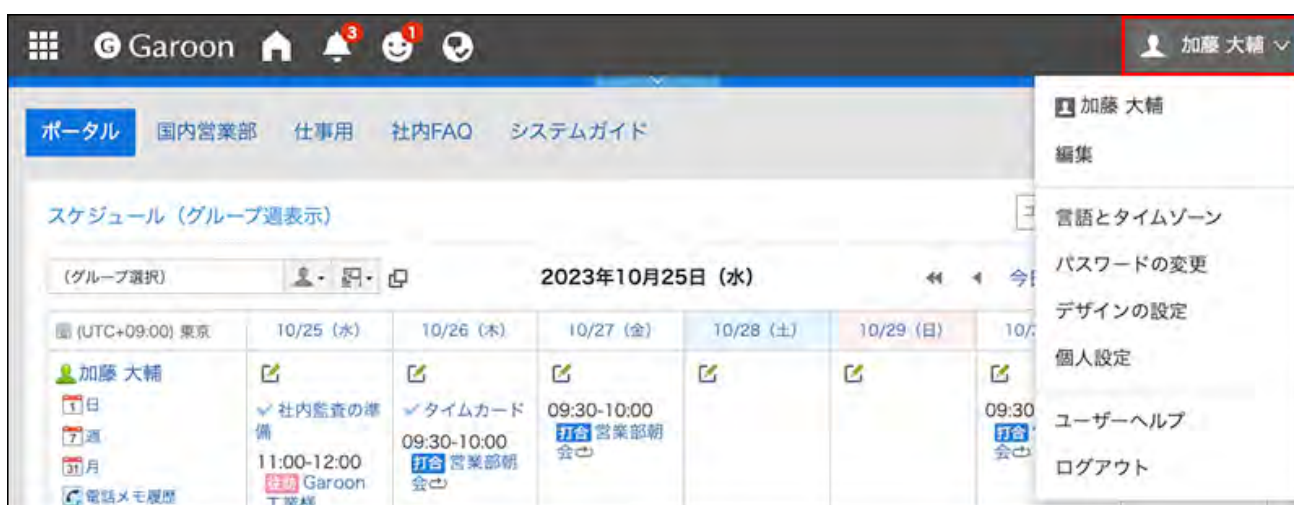 Garoon
3
1
加藤 大輔
ポータル
国内営業部
仕事用
社内FAQ
システムガイド
加藤 大輔
編集
言語とタイムゾーン
パスワードの変更
デザインの設定
個人設定
ユーザーヘルプ
ログアウト
スケジュール（グループ週表示）
（グループ選択）
2023年10月25日（水）
(UTC+09:00) 東京
10/25（水）
10/26（木）
10/27（金）
10/28（土）
10/29（日）
加藤 大輔
1 日
7 週
31 月
電話メモ履歴
社内監査の準
備
11:00-12:00
往訪 Garoon
タイムカード
09:30-10:00
打合 営業部朝
会
09:30-10:00
打合 営業部朝
会
09:30
打合
会